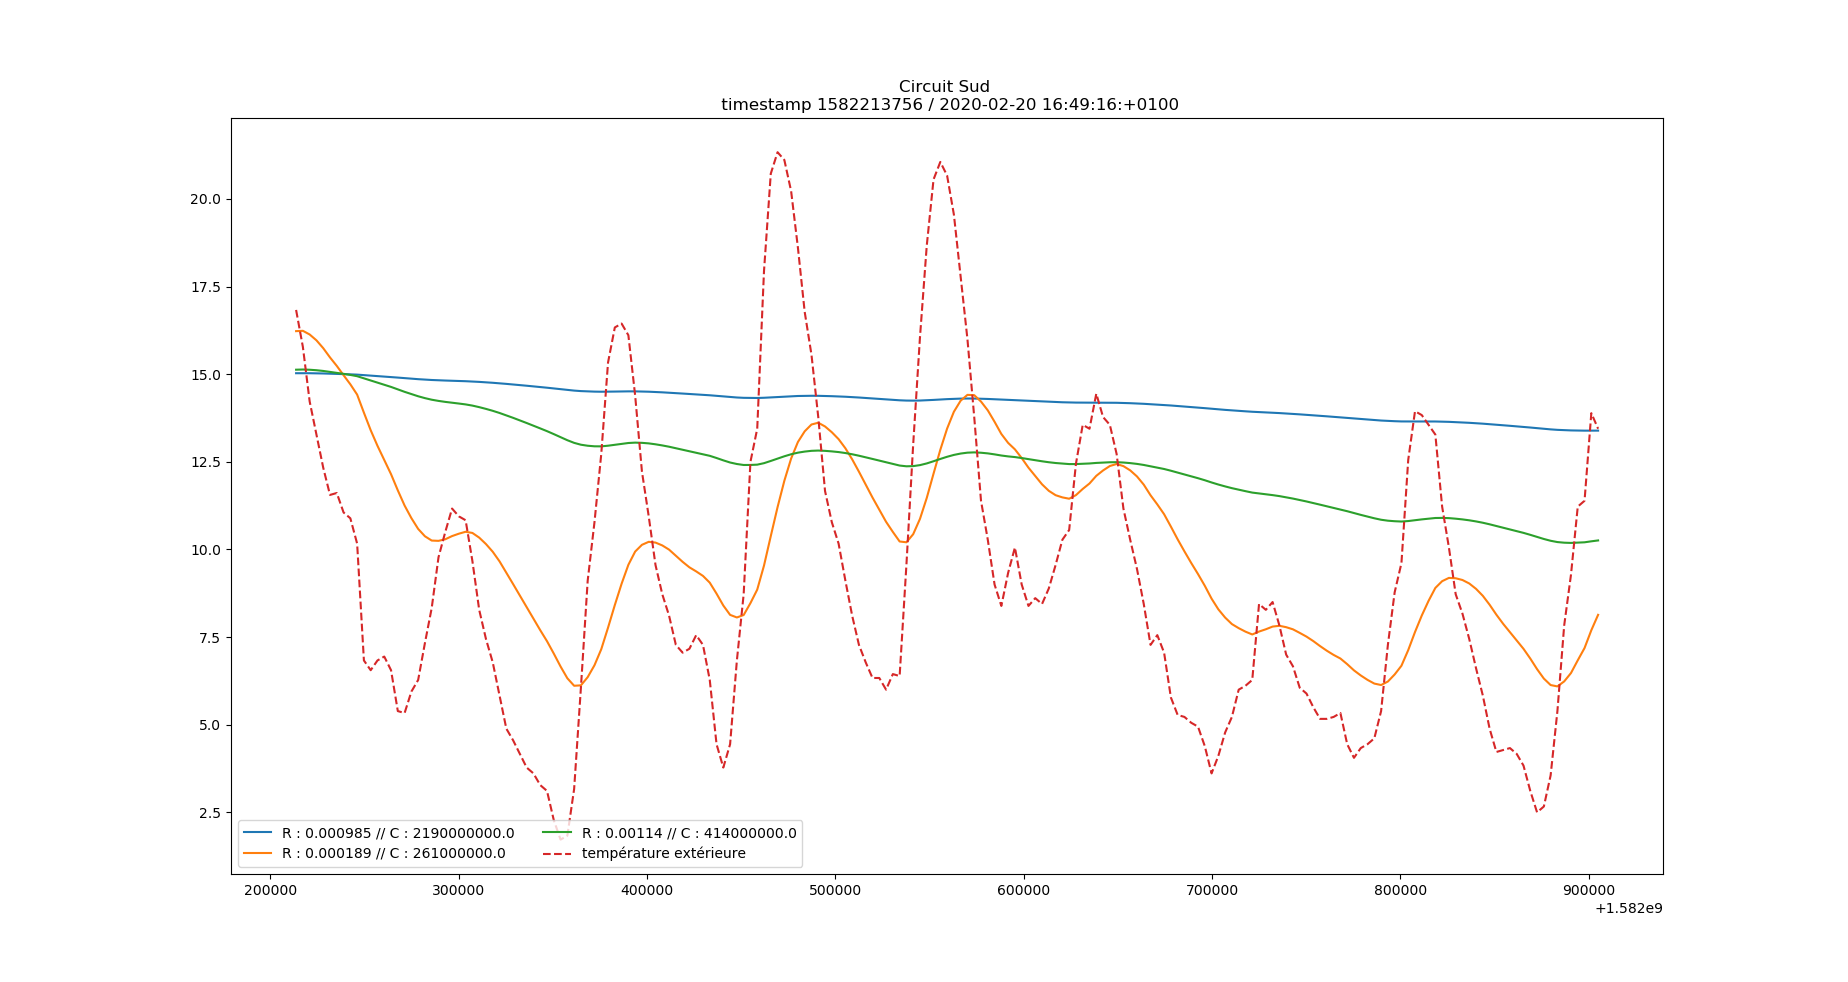 Circuit Sud
timestamp 1582213756 / 2020-02-20 16:49:16:+0100
20.0
17.5
15.0
12.5
10.0
7.5
5.0
2.5
R : 0.000985 // C : 2190000000.0
R : 0.000189 // C : 261000000.0
R : 0.00114 // C : 414000000.0
température extérieure
200000 300000 400000 500000 600000 700000 800000 900000
+1.582e9